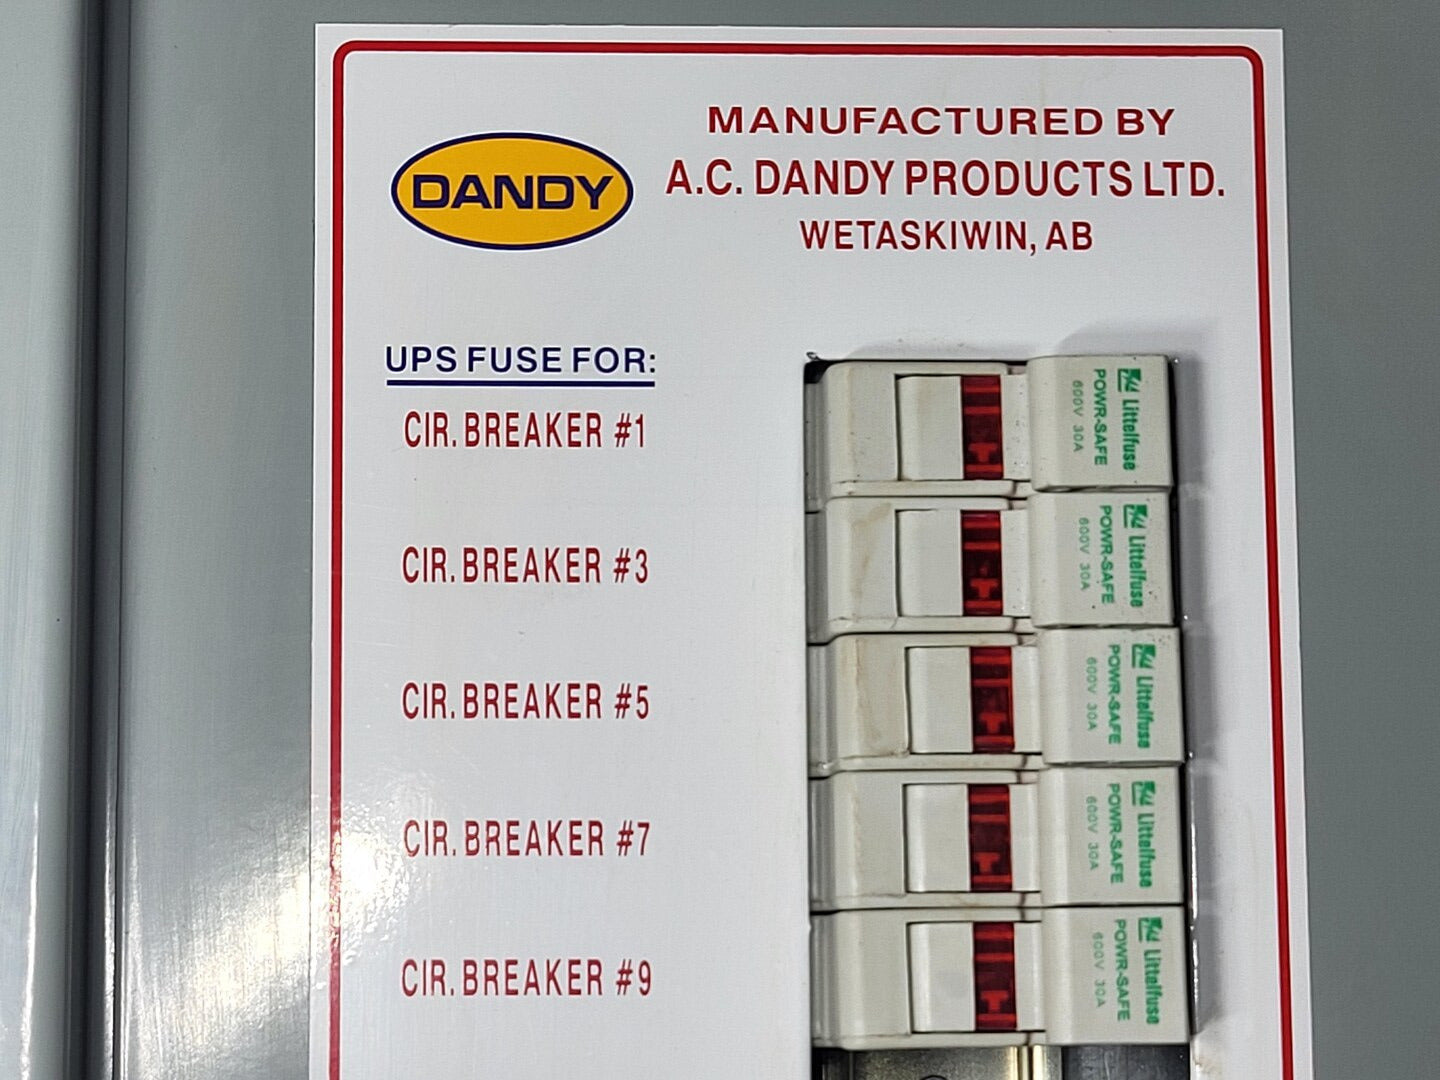 MANUFACTURED BY
DANDY
A.C. DANDY PRODUCTS LTD.
WETASKIWIN, AB
UPS FUSE FOR:
CIR. BREAKER #1
Littelfuse
POWR-SAFE
600V 30A
CIR. BREAKER #3
Littelfuse
POWR-SAFE
600V 30A
CIR. BREAKER #5
Littelfuse
POWR-SAFE
600V 30A
CIR. BREAKER #7
Littelfuse
POWR-SAFE
600V 30A
CIR. BREAKER #9
Littelfuse
POWR-SAFE
600V 30A